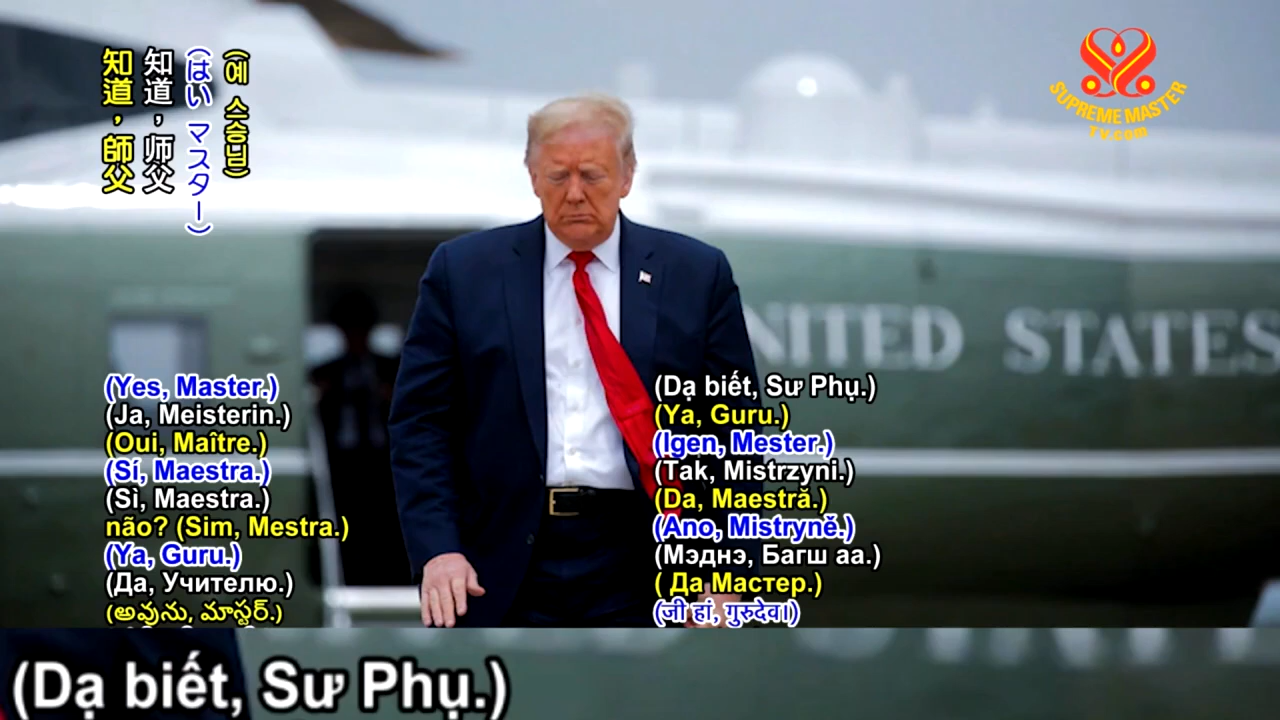 知道，師父
知道，师父
(はい マスター)
(예 스승님)
SUPREME MASTER
TV.com
NITED STATES
(Yes, Master.)
(Ja, Meisterin.)
(Oui, Maître.)
(Sí, Maestra.)
(Sì, Maestra.)
não? (Sim, Mestra.)
(Ya, Guru.)
(Да, Учителю.)
(అవును, మాస్టర్.)
(Dạ biết, Sư Phụ.)
(Ya, Guru.)
(Igen, Mester.)
(Tak, Mistrzyni.)
(Da, Maestră.)
(Ano, Mistryně.)
(Мэднэ, Багш аа.)
( Да Мастер.)
(जी हां, गुरुदेव।)
(Dạ biết, Sư Phụ.)